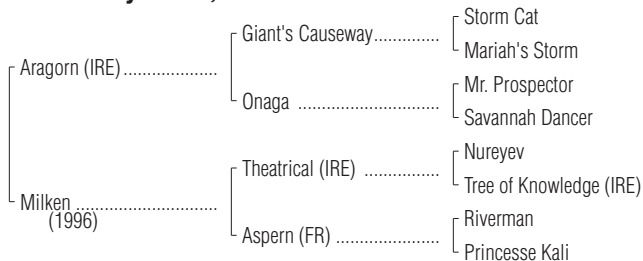 Storm Cat
Giant's Causeway..............
Mariah's Storm
Aragorn (IRE) ....................
Mr. Prospector
Onaga ..............................
Savannah Dancer
Nureyev
Theatrical (IRE) ................
Tree of Knowledge (IRE)
Milken ..............................
(1996)
Riverman
Aspern (FR) ......................
Princesse Kali